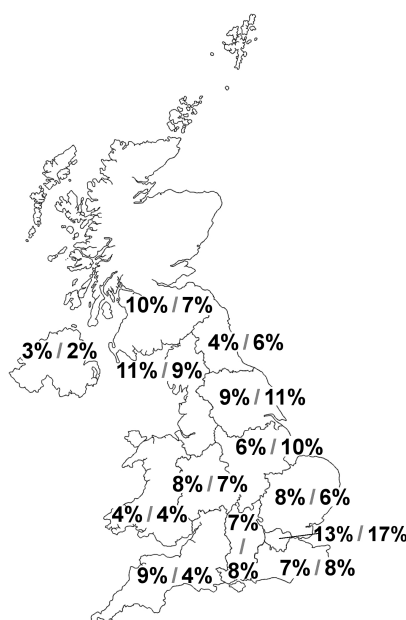 10% / 7%
4% / 6%
3% / 2%
11% / 9%
9% / 11%
6% / 10%
8% / 7%
8% / 6%
4% / 4%
7%
/
8%
13% / 17%
9% / 4%
7% / 8%